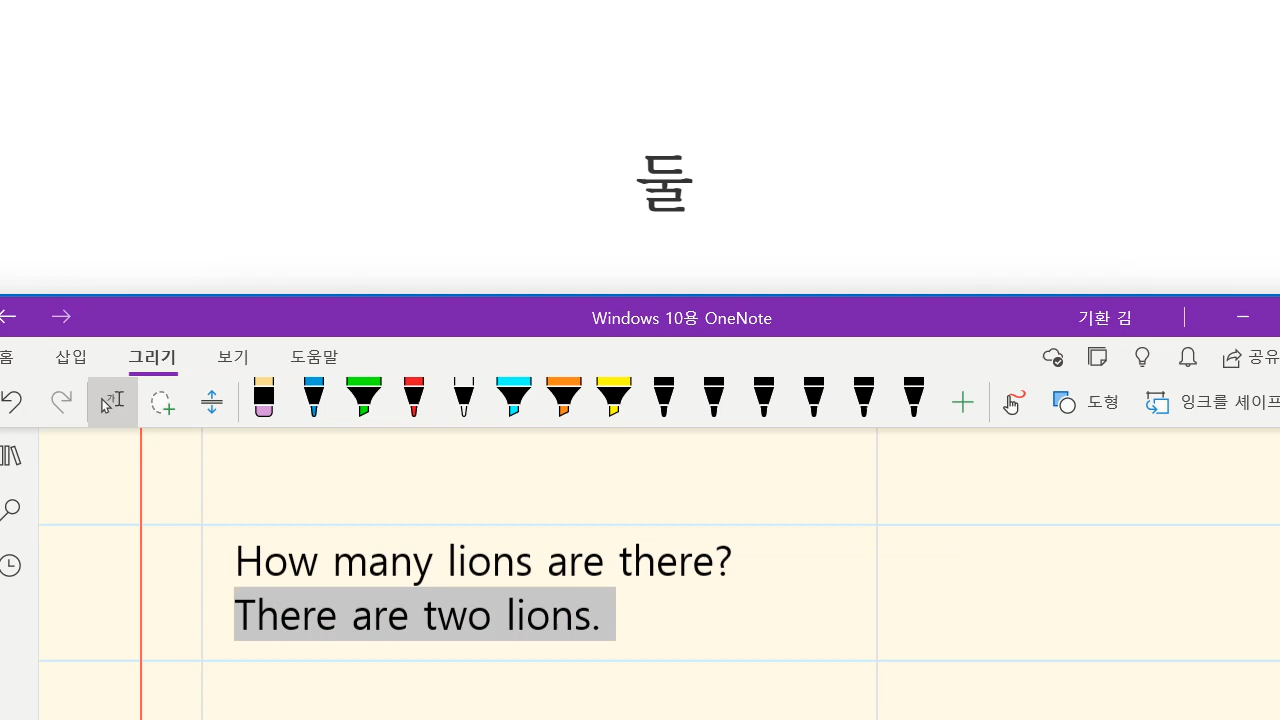 둘
Windows 10용 OneNote
기환 김
홈 삽입 그리기 보기 도움말
공유
도형
잉크를 셰이프
How many lions are there?
There are two lions.